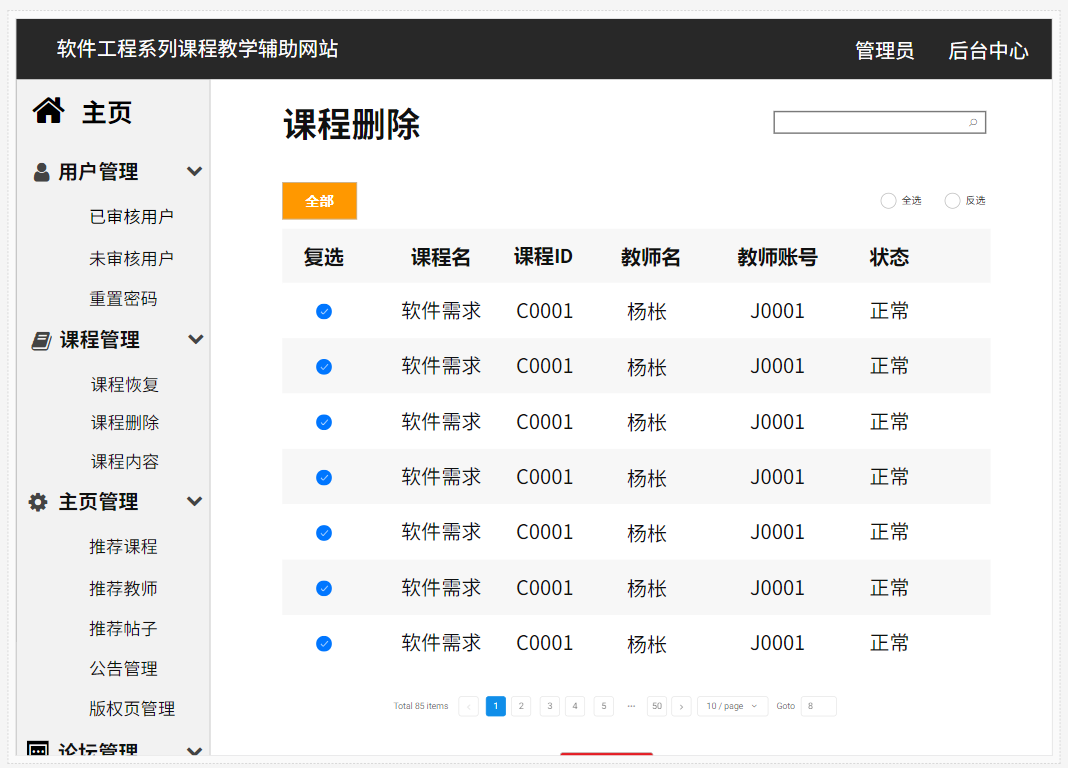 软件工程系列课程教学辅助网站
管理员 后台中心
主页
用户管理
已审核用户
未审核用户
重置密码
课程管理
课程恢复
课程删除
课程内容
主页管理
推荐课程
推荐教师
推荐帖子
公告管理
版权页管理
论坛管理
课程删除
全部
全选 反选
复选 课程名 课程ID 教师名 教师账号 状态
软件需求 C0001 杨枨 J0001 正常
软件需求 C0001 杨枨 J0001 正常
软件需求 C0001 杨枨 J0001 正常
软件需求 C0001 杨枨 J0001 正常
软件需求 C0001 杨枨 J0001 正常
软件需求 C0001 杨枨 J0001 正常
软件需求 C0001 杨枨 J0001 正常
Total 85 items ‹ 1 2 3 4 5 ··· 50 › 10 / page Goto 8